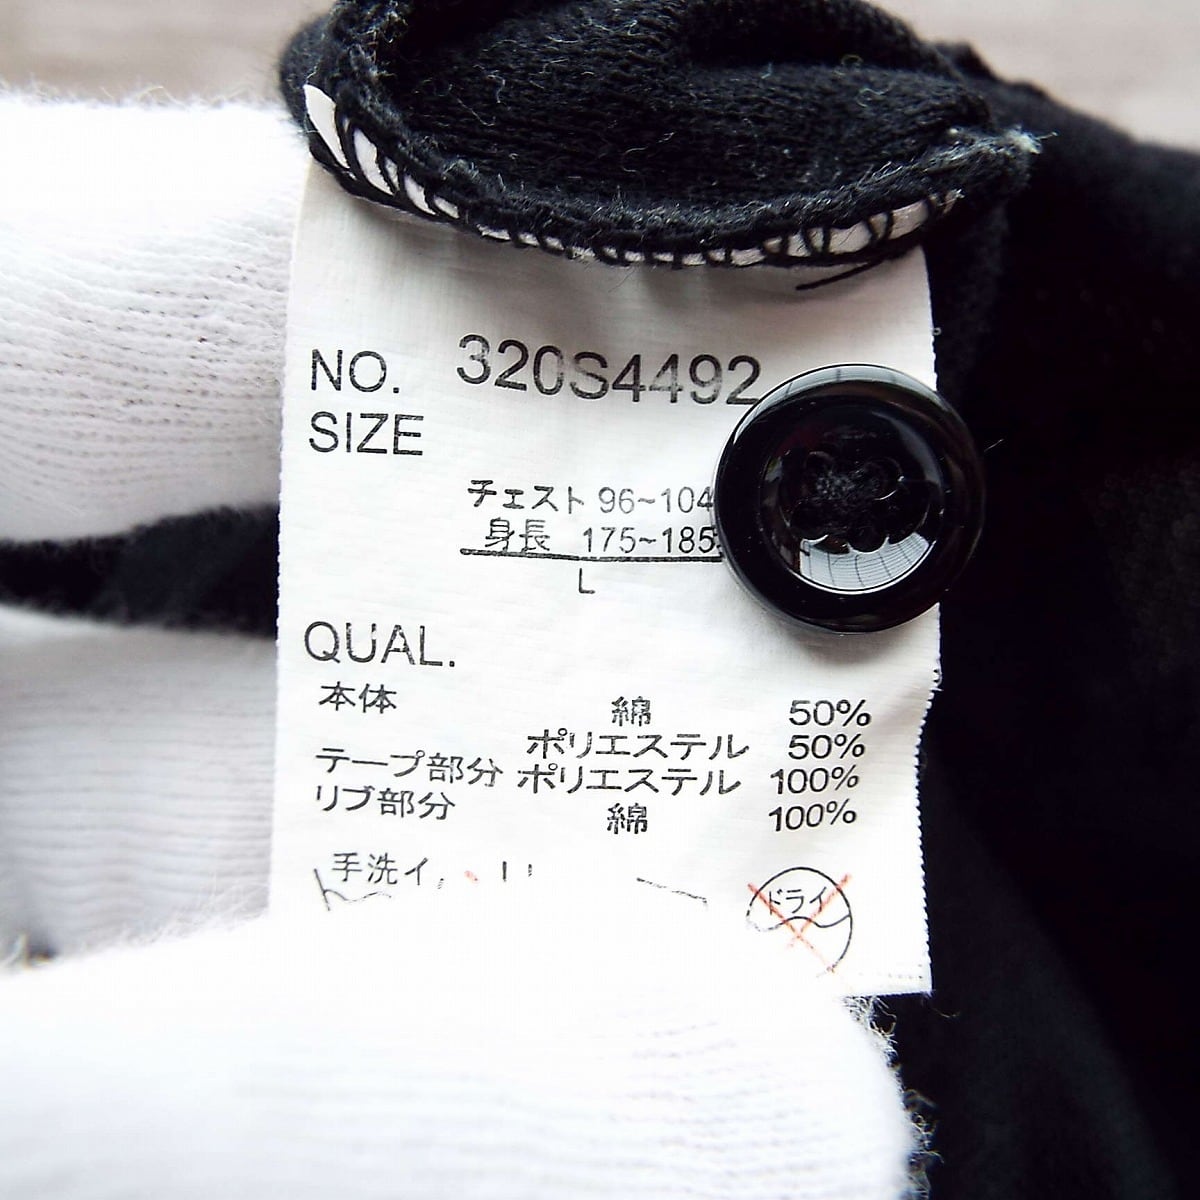 NO. 320S4492
SIZE
チェスト 96~104
身長 175~185
L
QUAL.
本体 綿 50%
ポリエステル 50%
テープ部分 ポリエステル 100%
リブ部分 綿 100%
手洗イ
ドライ